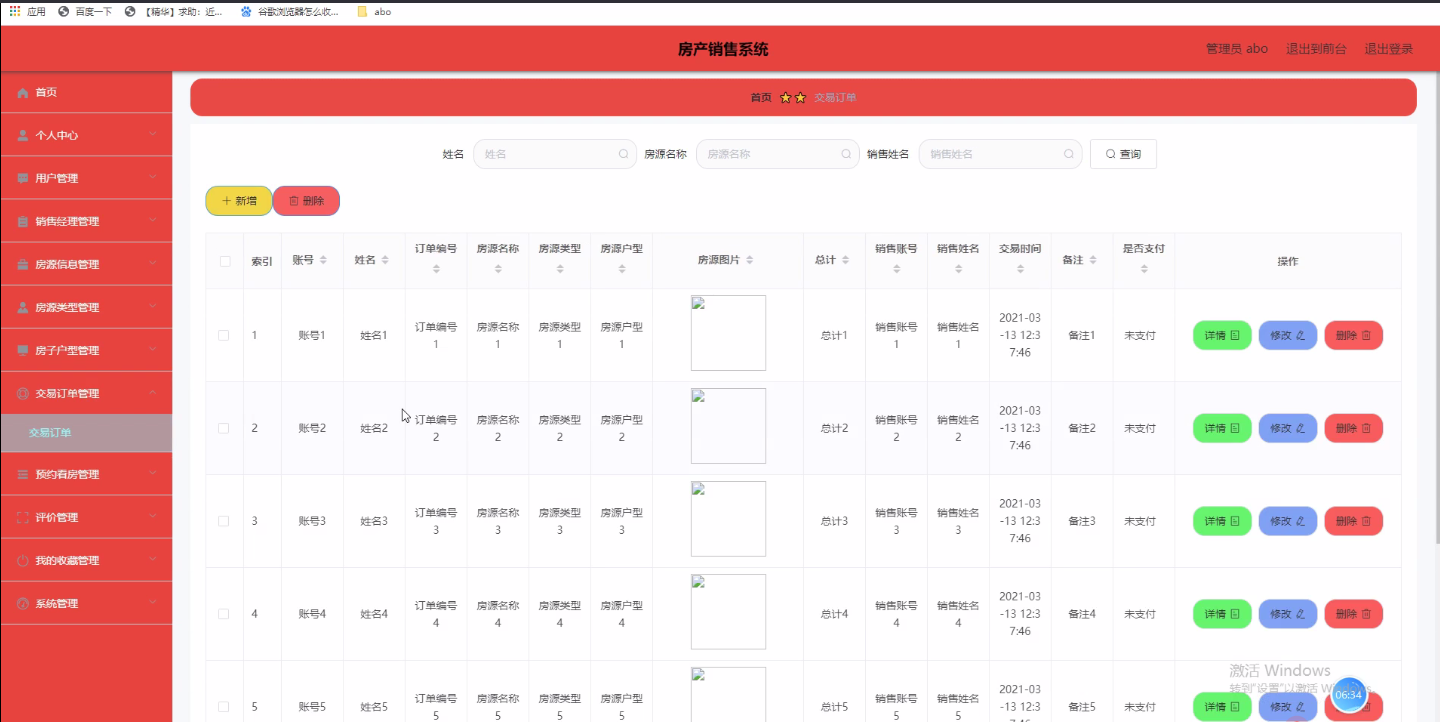 应用 百度一下 【精华】求助：近... 谷歌浏览器怎么收... abo
房产销售系统 管理员 abo 退出到前台 退出登录
首页
个人中心
用户管理
销售经理管理
房源信息管理
房源类型管理
房子户型管理
交易订单管理
交易订单
预约看房管理
评价管理
我的收藏管理
系统管理
首页 交易订单
姓名 姓名 房源名称 房源名称 销售姓名 销售姓名 查询
新增 删除
索引 账号 姓名 订单编号 房源名称 房源类型 房源户型 房源图片 总计 销售账号 销售姓名 交易时间 备注 是否支付 操作
1 账号1 姓名1 订单编号1 房源名称1 房源类型1 房源户型1 总计1 销售账号1 销售姓名1 2021-03-13 12:37:46 备注1 未支付 详情 修改 删除
2 账号2 姓名2 订单编号2 房源名称2 房源类型2 房源户型2 总计2 销售账号2 销售姓名2 2021-03-13 12:37:46 备注2 未支付 详情 修改 删除
3 账号3 姓名3 订单编号3 房源名称3 房源类型3 房源户型3 总计3 销售账号3 销售姓名3 2021-03-13 12:37:46 备注3 未支付 详情 修改 删除
4 账号4 姓名4 订单编号4 房源名称4 房源类型4 房源户型4 总计4 销售账号4 销售姓名4 2021-03-13 12:37:46 备注4 未支付 详情 修改 删除
5 账号5 姓名5 订单编号5 房源名称5 房源类型5 房源户型5 总计5 销售账号5 销售姓名5 2021-03-13 12:3 备注5 未支付 详情 修改
激活 Windows
转到"设置"以激活
06:34